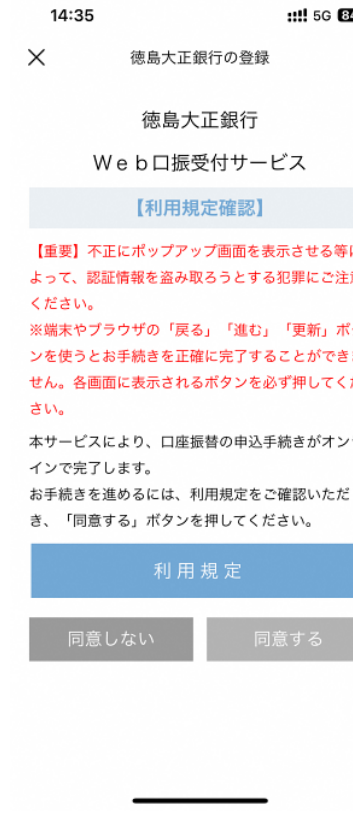 14:35 5G 84
徳島大正銀行の登録
徳島大正銀行
Ｗｅｂ口振受付サービス
【利用規定確認】
【重要】不正にポップアップ画面を表示させる等に
よって、認証情報を盗み取ろうとする犯罪にご注
ください。
※端末やブラウザの「戻る」「進む」「更新」ボ
ンを使うとお手続きを正確に完了することができ
せん。各画面に表示されるボタンを必ず押してく
さい。
本サービスにより、口座振替の申込手続きがオン
インで完了します。
お手続きを進めるには、利用規定をご確認いただ
き、「同意する」ボタンを押してください。
利用規定
同意しない
同意する